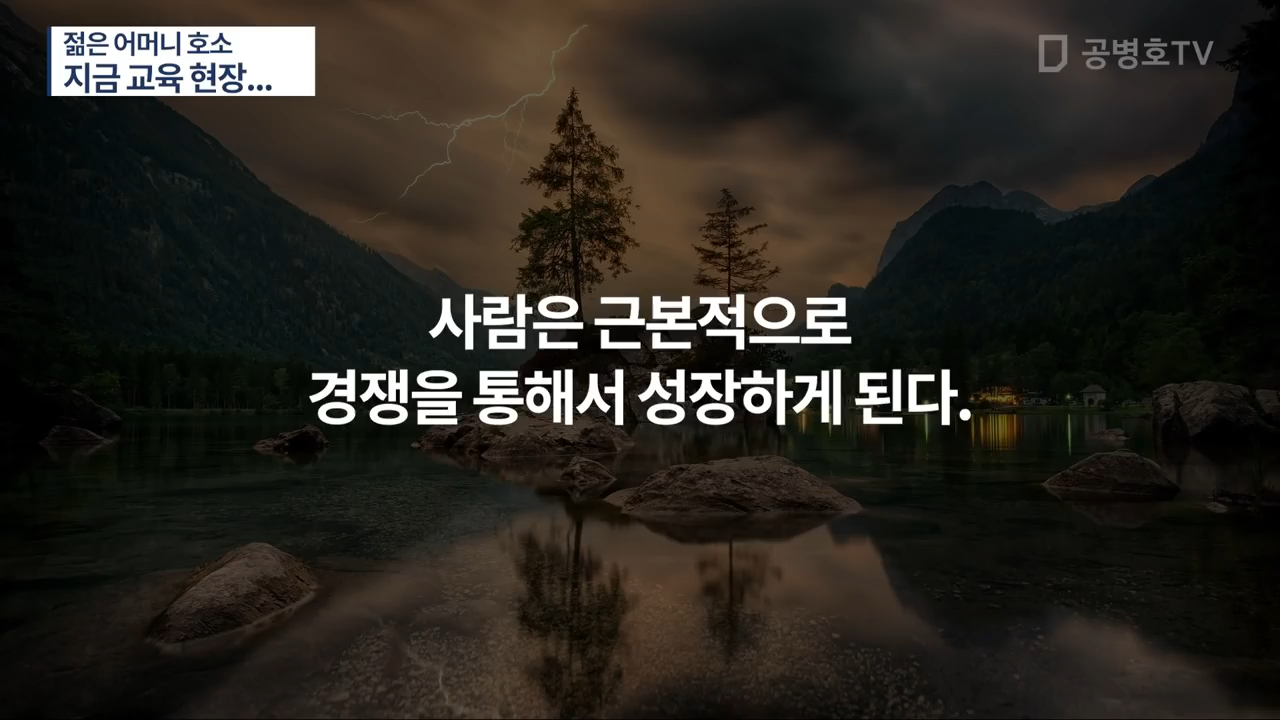 젊은 어머니 호소
지금 교육 현장...
공병호TV
사람은 근본적으로
경쟁을 통해서 성장하게 된다.